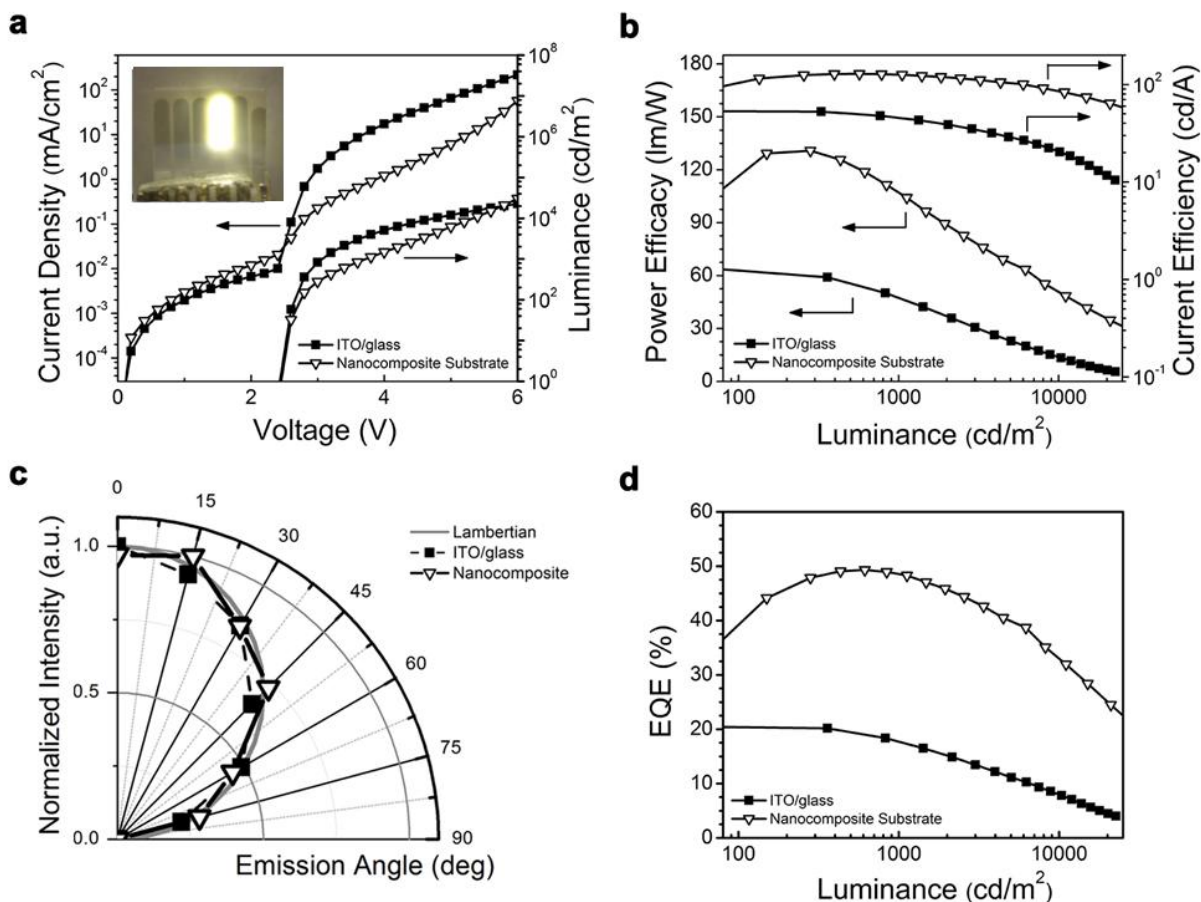 a
Current Density (mA/cm²)
10²
10¹
10⁰
10⁻¹
10⁻²
10⁻³
10⁻⁴
10⁸
10⁶
10⁴
10²
10⁰
Luminance (cd/m²)
ITO/glass
Nanocomposite Substrate
0 2 4 6
Voltage (V)
b
Power Efficacy (lm/W)
180
150
120
90
60
30
0
10²
10¹
10⁰
10⁻¹
Current Efficiency (cd/A)
ITO/glass
Nanocomposite Substrate
100 1000 10000
Luminance (cd/m²)
c
Normalized Intensity (a.u.)
1.0
0.5
0.0
0
15
30
45
60
75
90
Lambertian
ITO/glass
Nanocomposite
Emission Angle (deg)
d
EQE (%)
60
50
40
30
20
10
0
ITO/glass
Nanocomposite Substrate
100 1000 10000
Luminance (cd/m²)